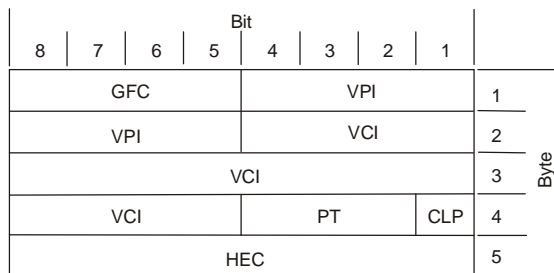 Bit
8 7 6 5 4 3 2 1
GFC VPI 1
VPI VCI 2
VCI 3
VCI PT CLP 4
HEC 5
Byte